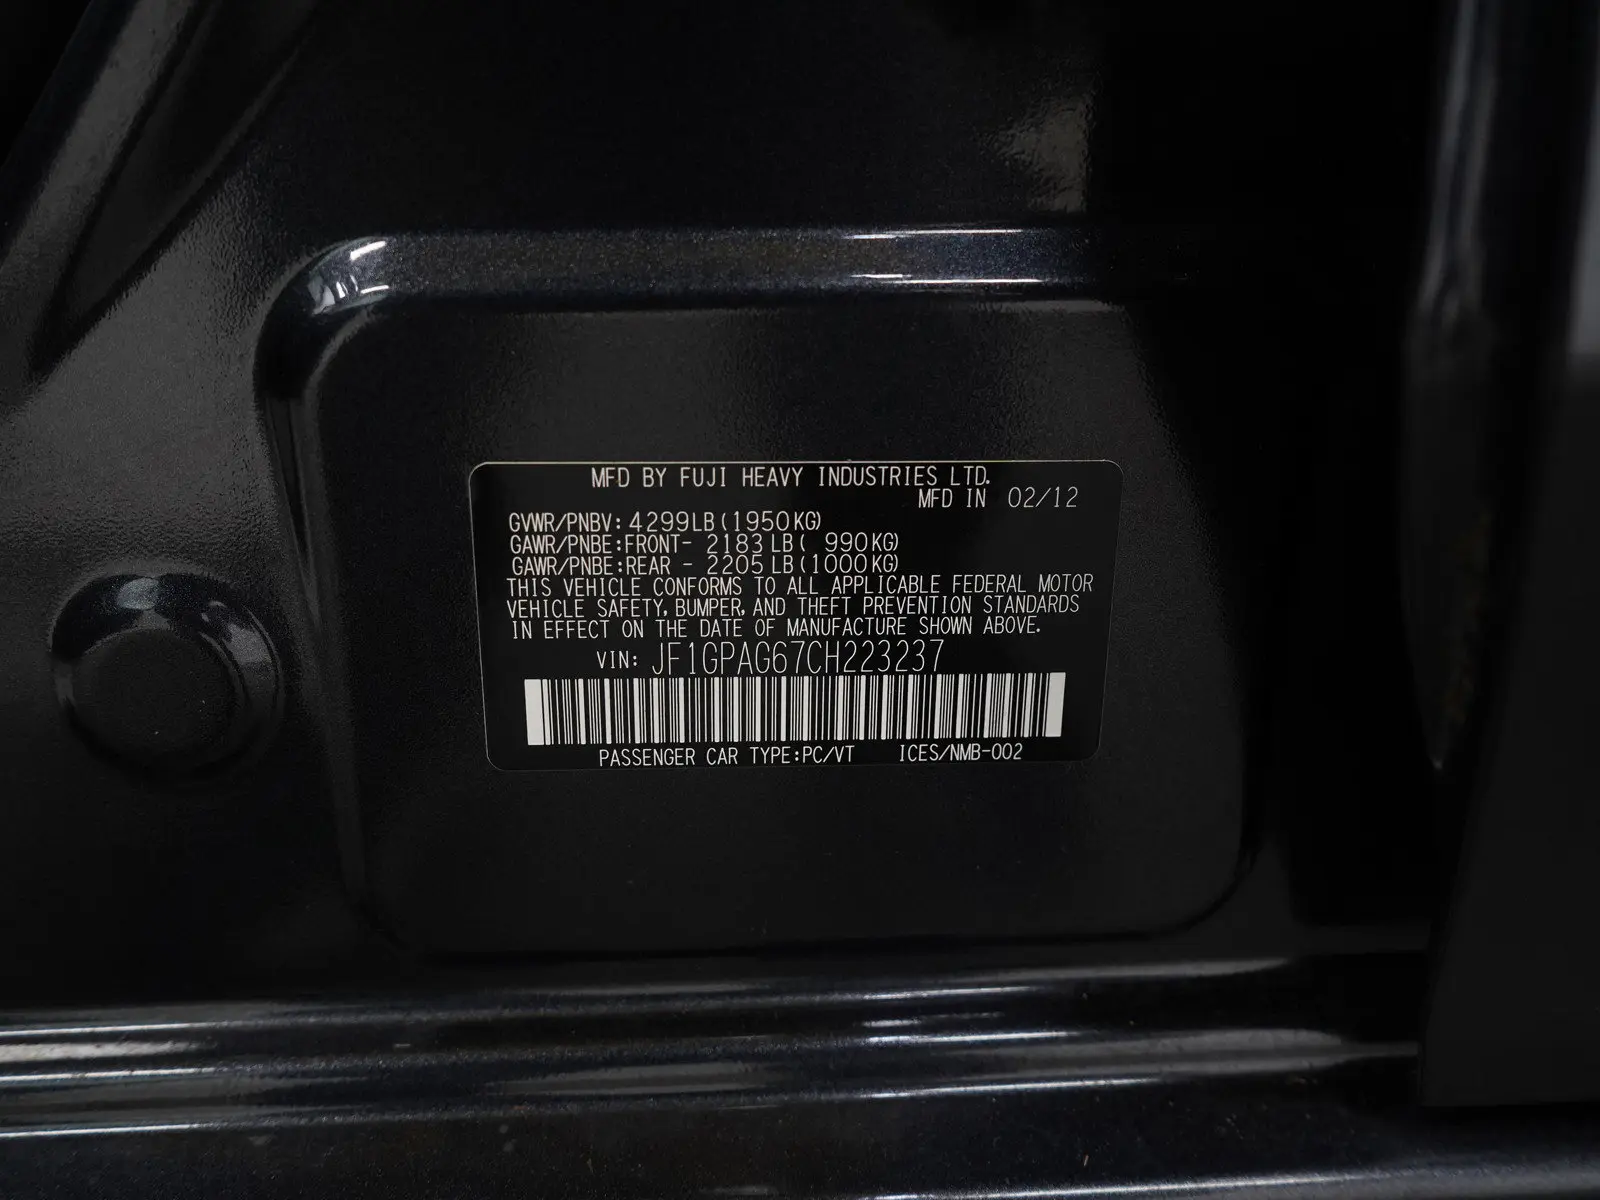 MFD BY FUJI HEAVY INDUSTRIES LTD.
MFD IN 02/12
GVWR/PNBV: 4299LB (1950KG)
GAWR/PNBE:FRONT- 2183LB ( 990KG)
GAWR/PNBE:REAR - 2205LB (1000KG)
THIS VEHICLE CONFORMS TO ALL APPLICABLE FEDERAL MOTOR
VEHICLE SAFETY, BUMPER, AND THEFT PREVENTION STANDARDS
IN EFFECT ON THE DATE OF MANUFACTURE SHOWN ABOVE.
VIN: JF1GPAG67CH223237
PASSENGER CAR TYPE:PC/VT ICES/NMB-002